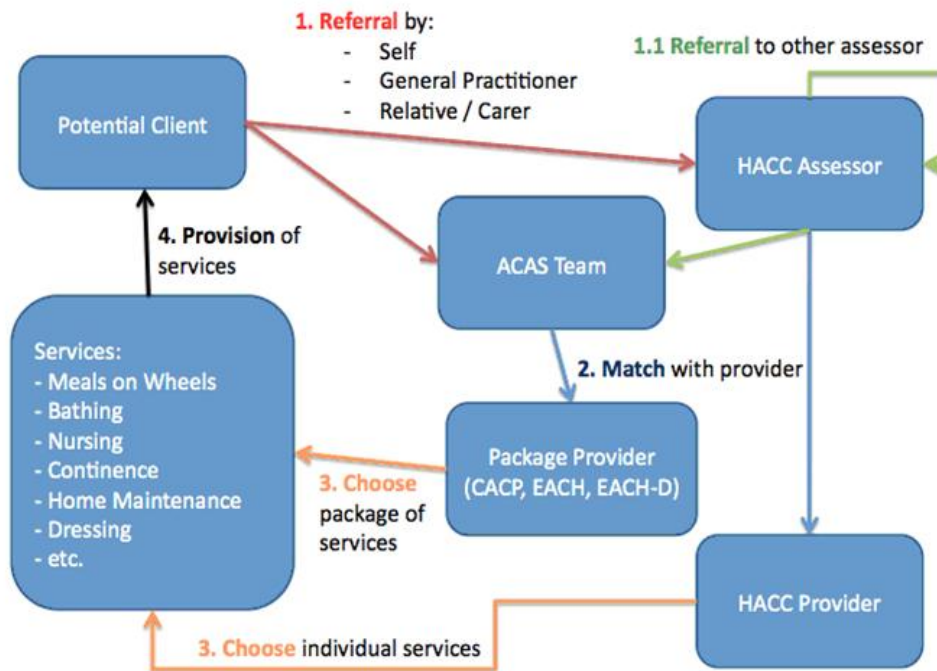 1. Referral by:
- Self
- General Practitioner
- Relative / Carer
1.1 Referral to other assessor
Potential Client
HACC Assessor
4. Provision of
services
ACAS Team
Services:
- Meals on Wheels
- Bathing
- Nursing
- Continence
- Home Maintenance
- Dressing
- etc.
2. Match with provider
Package Provider
(CACP, EACH, EACH-D)
3. Choose
package of
services
HACC Provider
3. Choose individual services